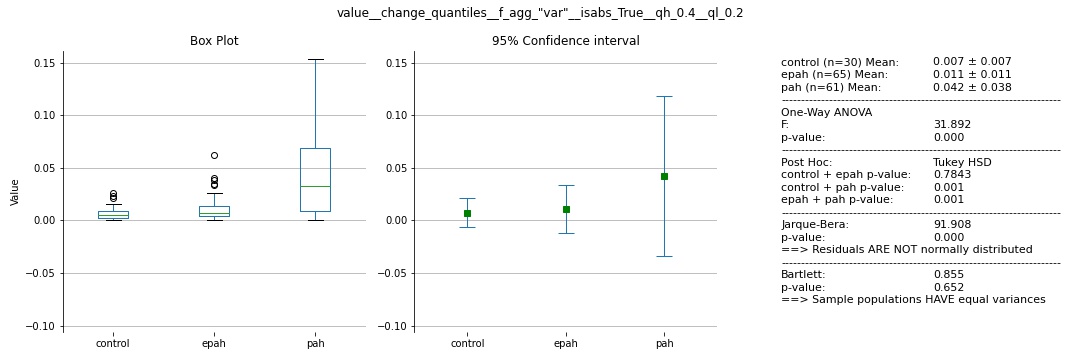 value__change_quantiles__f_agg_"var"__isabs_True__qh_0.4__ql_0.2
Box Plot
Value
0.15
0.10
0.05
0.00
−0.05
−0.10
control epah pah
95% Confidence interval
0.15
0.10
0.05
0.00
−0.05
−0.10
control epah pah
control (n=30) Mean: 0.007 ± 0.007
epah (n=65) Mean: 0.011 ± 0.011
pah (n=61) Mean: 0.042 ± 0.038
One-Way ANOVA
F: 31.892
p-value: 0.000
Post Hoc: Tukey HSD
control + epah p-value: 0.7843
control + pah p-value: 0.001
epah + pah p-value: 0.001
Jarque-Bera: 91.908
p-value: 0.000
==> Residuals ARE NOT normally distributed
Bartlett: 0.855
p-value: 0.652
==> Sample populations HAVE equal variances